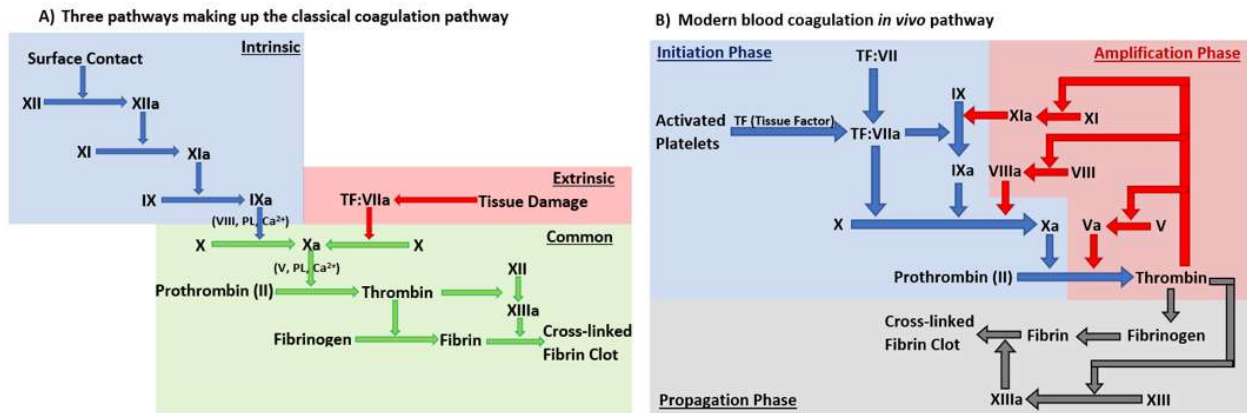 A) Three pathways making up the classical coagulation pathway
Intrinsic
Surface Contact
XII
XIIa
XI
XIa
IX
IXa
(VIII, PL, Ca²⁺)
Extrinsic
TF:VIIa
Tissue Damage
Common
X
Xa
X
(V, PL, Ca²⁺)
Prothrombin (II)
Thrombin
XII
XIIIa
Fibrinogen
Fibrin
Cross-linked
Fibrin Clot
B) Modern blood coagulation in vivo pathway
Initiation Phase
TF:VII
Activated
Platelets
TF (Tissue Factor)
TF:VIIa
IX
IXa
X
Xa
Prothrombin (II)
Amplification Phase
XIa
XI
VIIIa
VIII
Va
V
Thrombin
Cross-linked
Fibrin Clot
Fibrin
Fibrinogen
XIIIa
XIII
Propagation Phase